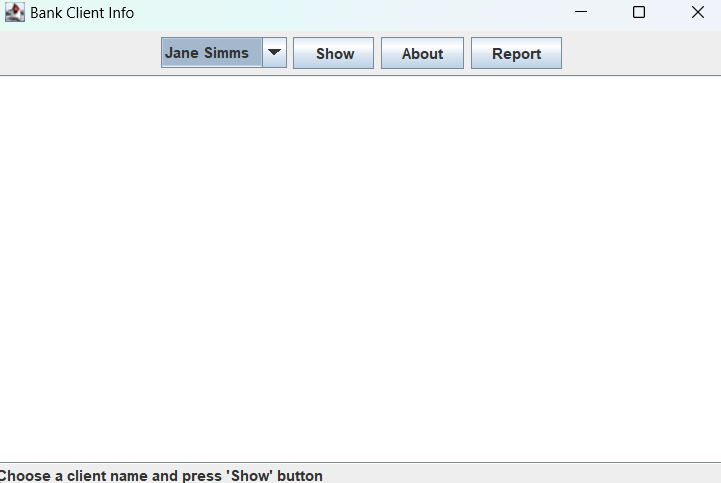 Bank Client Info
Jane Simms Show About Report
Choose a client name and press 'Show' button